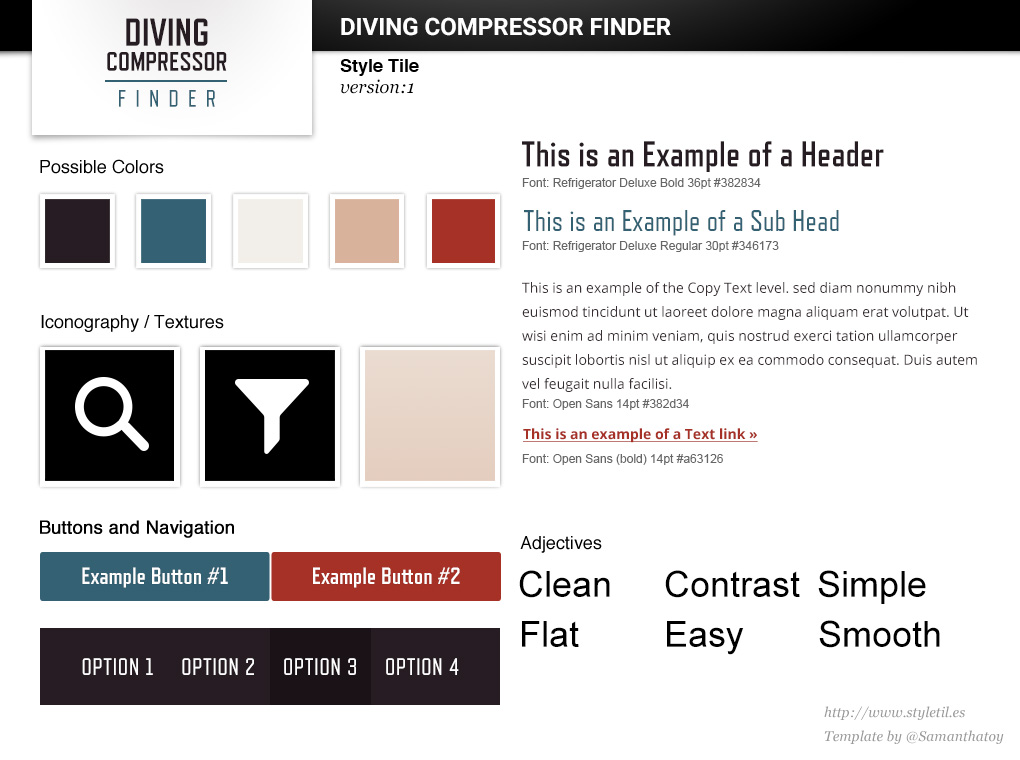 DIVING
COMPRESSOR
FINDER
DIVING COMPRESSOR FINDER
Style Tile
version:1
Possible Colors
Iconography / Textures
Buttons and Navigation
Example Button #1
Example Button #2
OPTION 1
OPTION 2
OPTION 3
OPTION 4
This is an Example of a Header
Font: Refrigerator Deluxe Bold 36pt #382834
This is an Example of a Sub Head
Font: Refrigerator Deluxe Regular 30pt #346173
This is an example of the Copy Text level. sed diam nonummy nibh
euismod tincidunt ut laoreet dolore magna aliquam erat volutpat. Ut
wisi enim ad minim veniam, quis nostrud exerci tation ullamcorper
suscipit lobortis nisl ut aliquip ex ea commodo consequat. Duis autem
vel feugait nulla facilisi.
Font: Open Sans 14pt #382d34
This is an example of a Text link »
Font: Open Sans (bold) 14pt #a63126
Adjectives
Clean Contrast Simple
Flat Easy Smooth
http://www.styletil.es
Template by @Samanthatoy